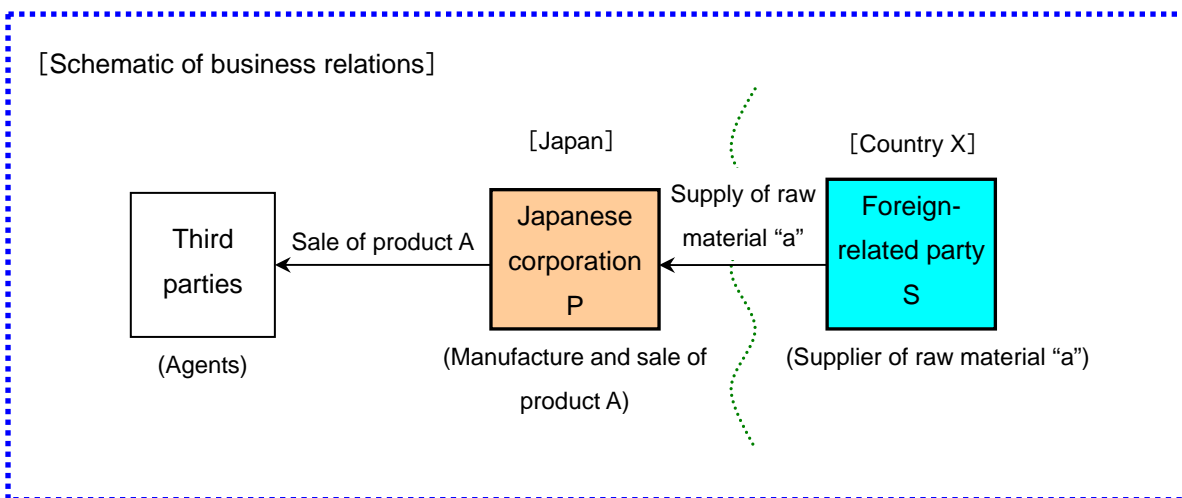 ［Schematic of business relations］
［Japan］
［Country X］
Third
parties
Sale of product A
Japanese
corporation
P
Supply of raw
material “a”
Foreign-
related party
S
(Agents)
(Manufacture and sale of
product A)
(Supplier of raw material “a”)